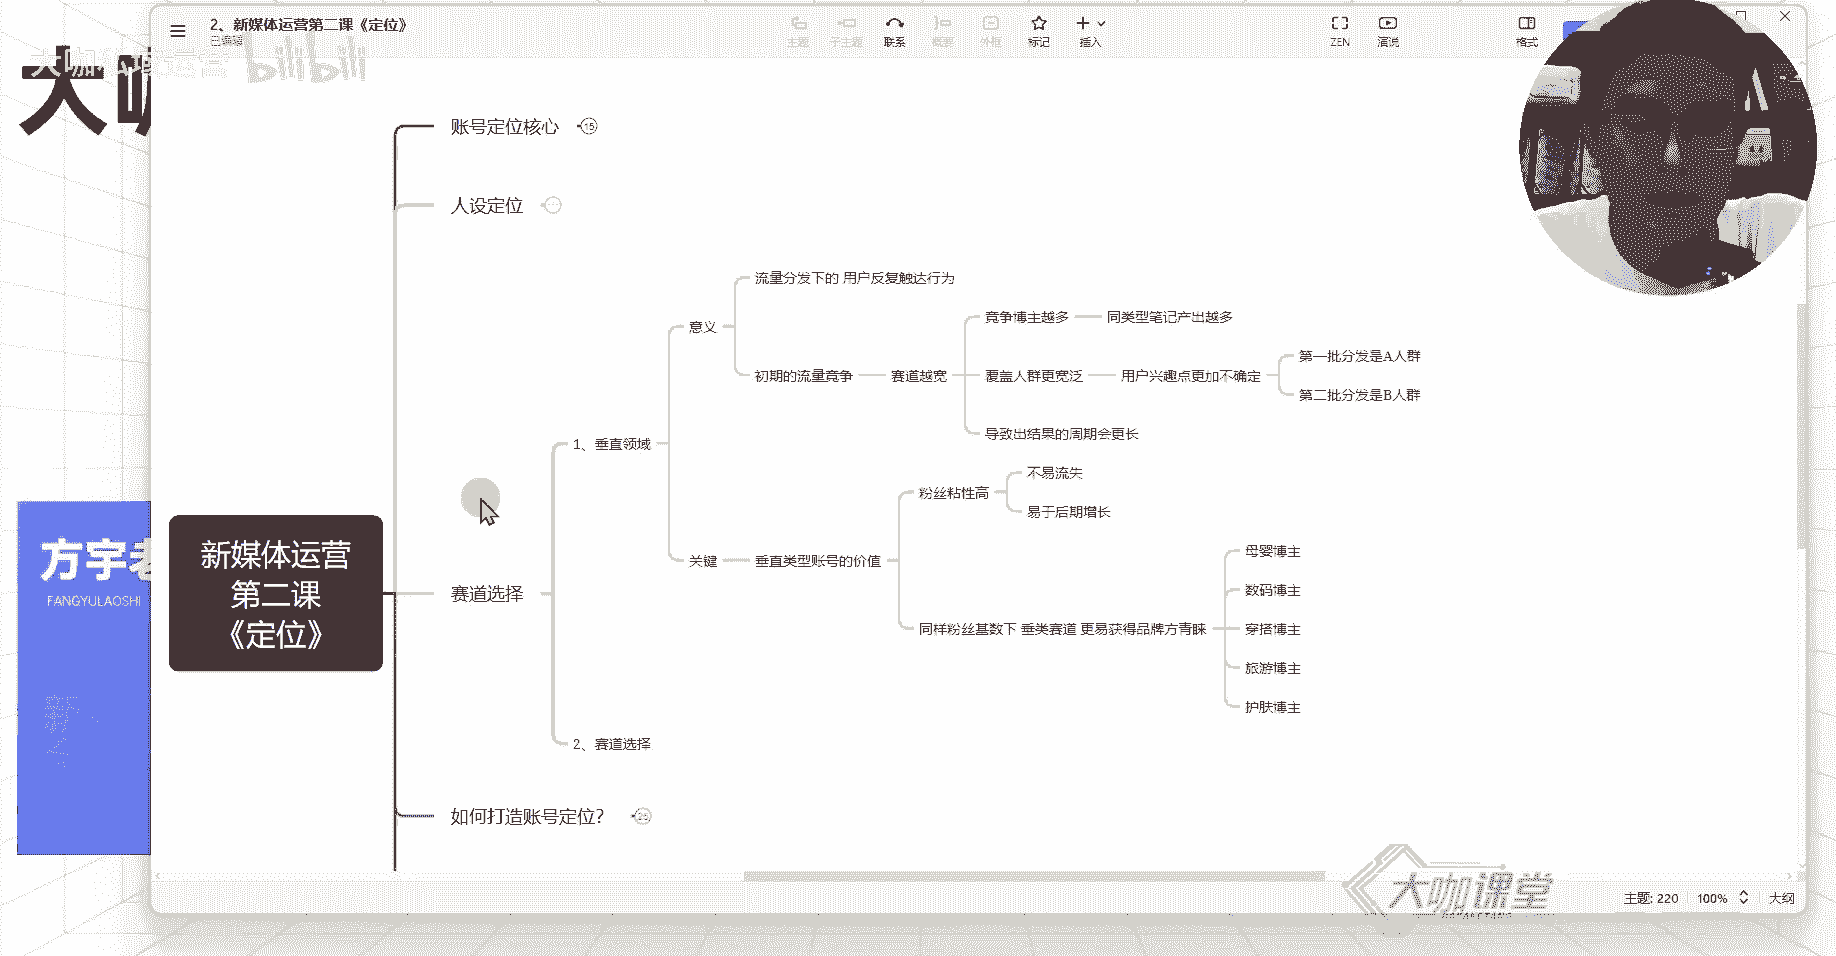 2、新媒体运营第二课《定位》
已编辑
主题
子主题
联系
概要
外框
标记
插入
ZEN
演说
格式
大咖私域运营
bilibili
大咖
账号定位核心
15
人设定位
流量分发下的 用户反复触达行为
意义
竞争博主越多
同类型笔记产出越多
初期的流量竞争
赛道越宽
覆盖人群更宽泛
用户兴趣点更加不确定
第一批分发是A人群
第二批分发是B人群
导致出结果的周期会更长
1、垂直领域
不易流失
粉丝粘性高
易于后期增长
关键
垂直类型账号的价值
母婴博主
数码博主
同样粉丝基数下 垂类赛道 更易获得品牌方青睐
穿搭博主
旅游博主
护肤博主
新媒体运营
第二课
《定位》
赛道选择
2、赛道选择
如何打造账号定位?
方宇老
FANGYULAOSHI
大咖课堂
主题: 220
100%
大纲